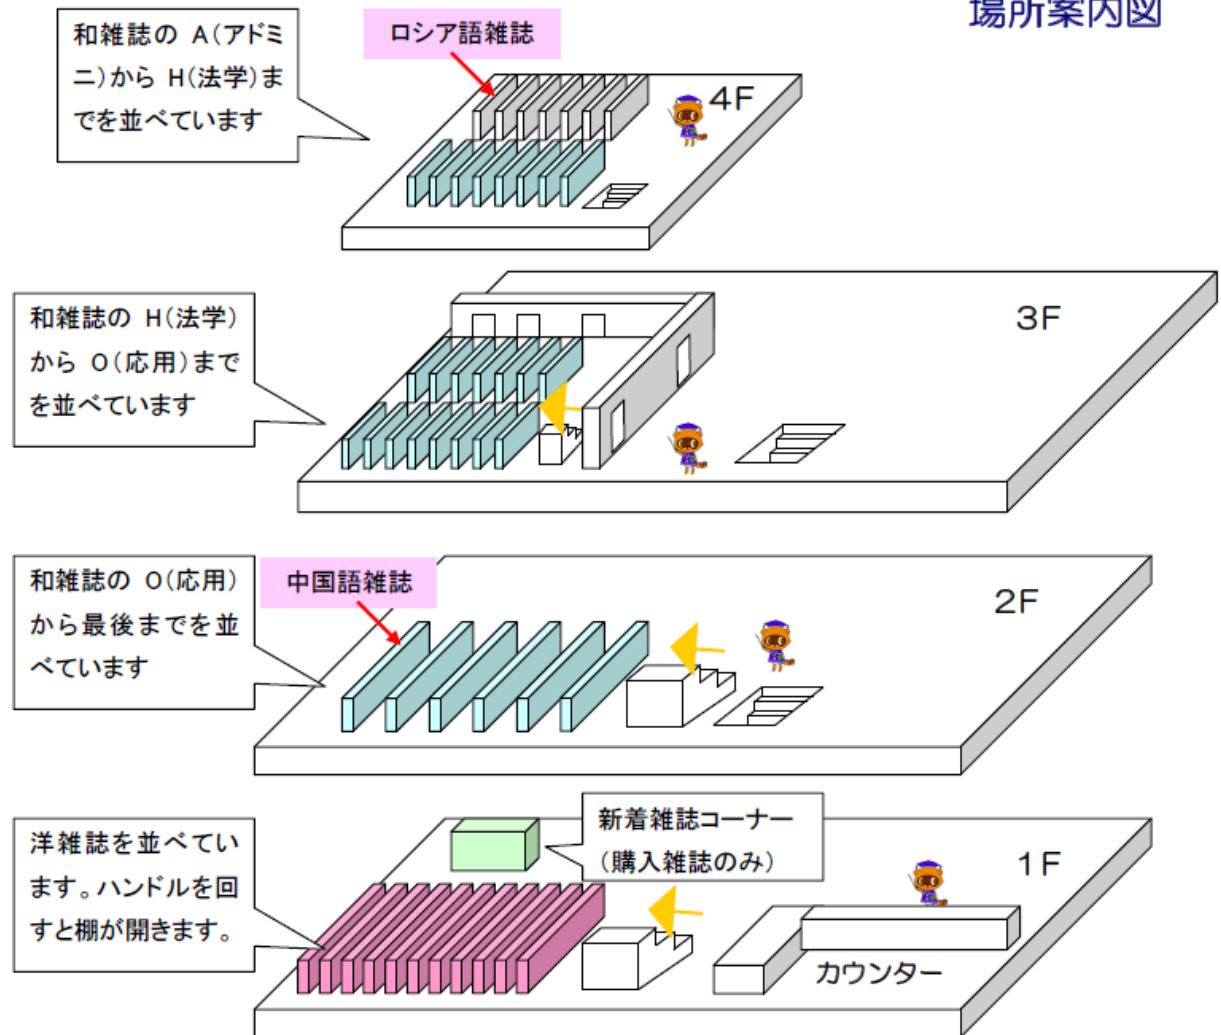 場所案内図
和雑誌の A(アドミ
ニ)から H(法学)ま
でを並べています
ロシア語雑誌
4F
和雑誌の H(法学)
から O(応用)まで
を並べています
3F
和雑誌の O(応用)
から最後までを並
べています
中国語雑誌
2F
洋雑誌を並べてい
ます。ハンドルを回
すと棚が開きます。
新着雑誌コーナー
(購入雑誌のみ)
1F
カウンター